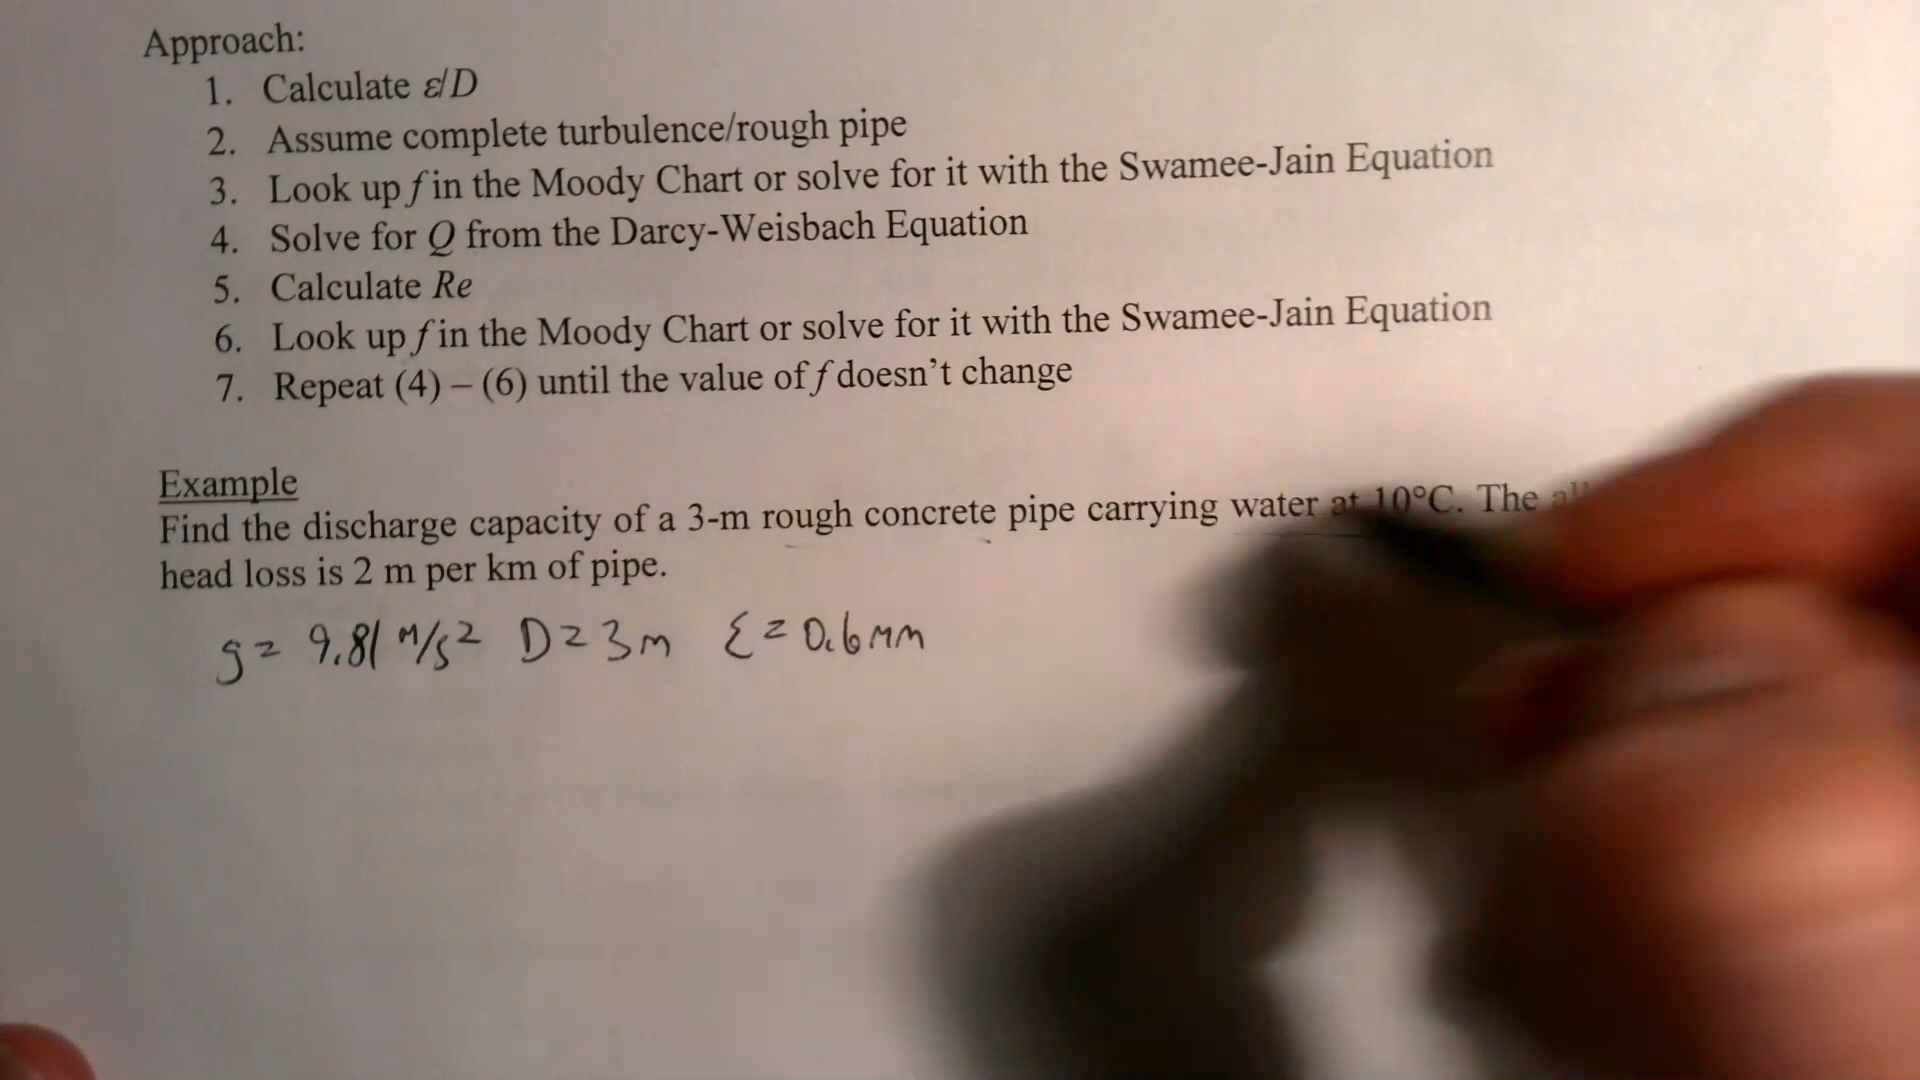 Approach:
1. Calculate ε/D
2. Assume complete turbulence/rough pipe
3. Look up f in the Moody Chart or solve for it with the Swamee-Jain Equation
4. Solve for Q from the Darcy-Weisbach Equation
5. Calculate Re
6. Look up f in the Moody Chart or solve for it with the Swamee-Jain Equation
7. Repeat (4) – (6) until the value of f doesn't change
Example
Find the discharge capacity of a 3-m rough concrete pipe carrying water at 10°C. The
head loss is 2 m per km of pipe.
g = 9.81 m/s² D = 3 m ε = 0.6 mm